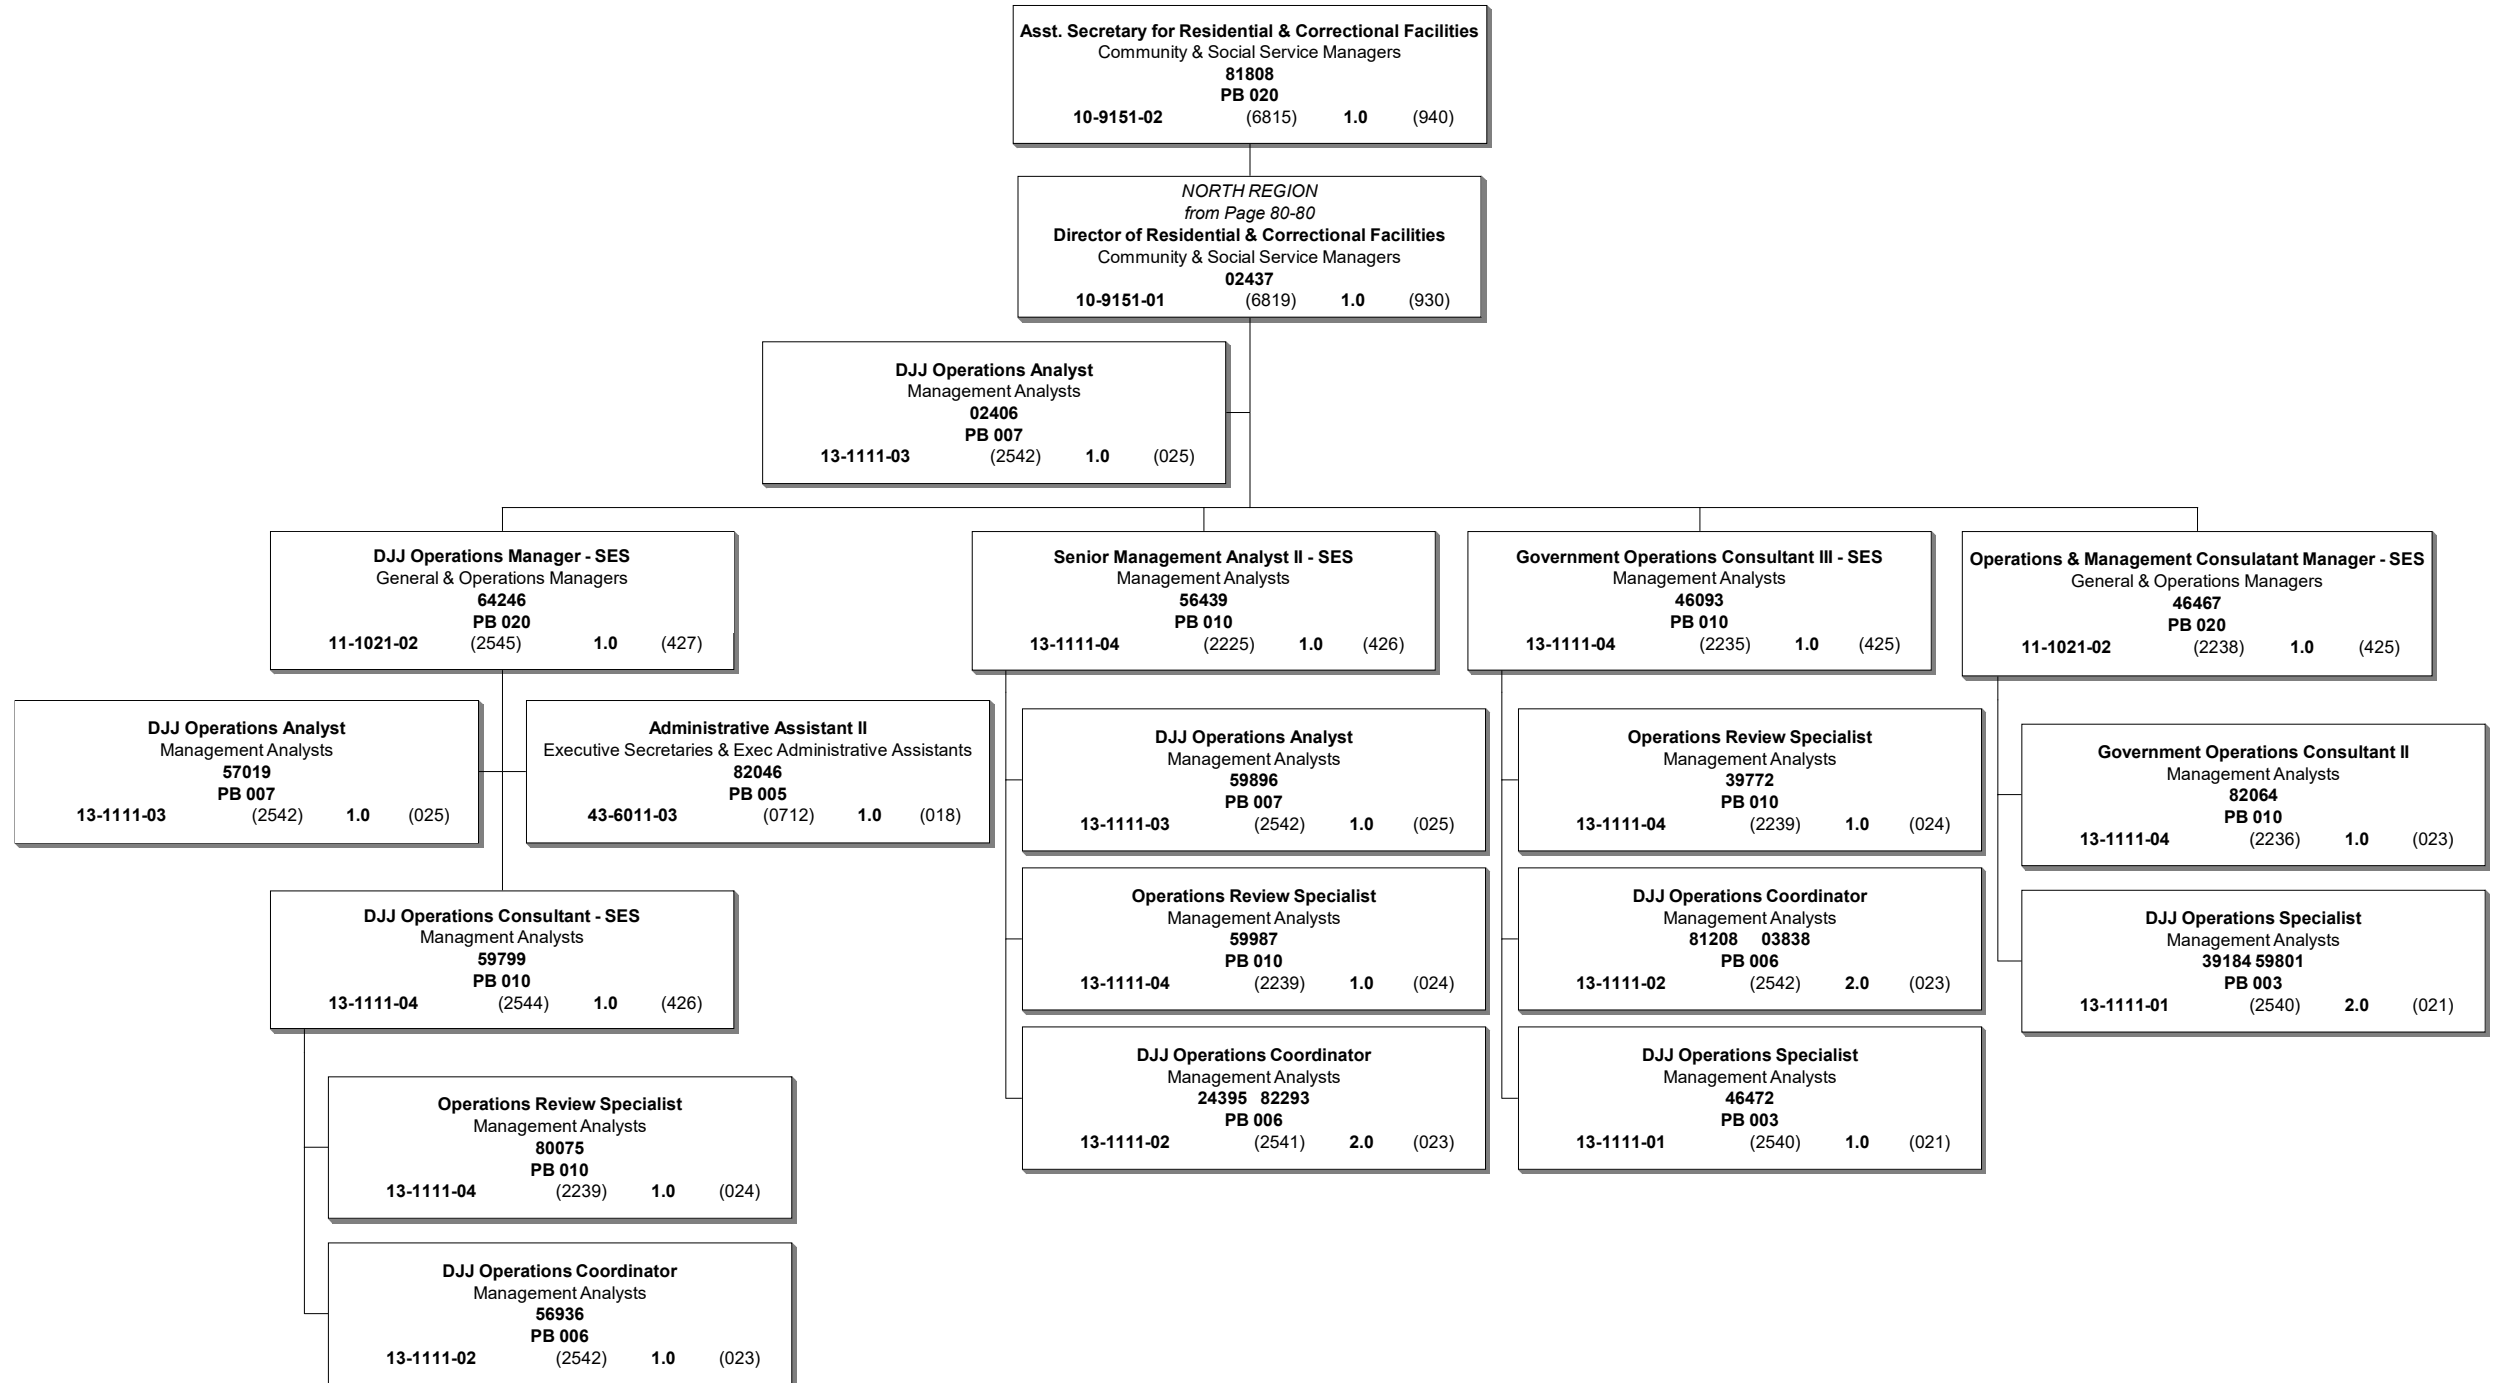 Asst. Secretary for Residential & Correctional Facilities
Community & Social Service Managers
81808
PB 020
10-9151-02 (6815) 1.0 (940)
NORTH REGION
from Page 80-80
Director of Residential & Correctional Facilities
Community & Social Service Managers
02437
10-9151-01 (6819) 1.0 (930)
DJJ Operations Analyst
Management Analysts
02406
PB 007
13-1111-03 (2542) 1.0 (025)
DJJ Operations Manager - SES
General & Operations Managers
64246
PB 020
11-1021-02 (2545) 1.0 (427)
DJJ Operations Analyst
Management Analysts
57019
PB 007
13-1111-03 (2542) 1.0 (025)
Administrative Assistant II
Executive Secretaries & Exec Administrative Assistants
82046
PB 005
43-6011-03 (0712) 1.0 (018)
DJJ Operations Consultant - SES
Managment Analysts
59799
PB 010
13-1111-04 (2544) 1.0 (426)
Operations Review Specialist
Management Analysts
80075
PB 010
13-1111-04 (2239) 1.0 (024)
DJJ Operations Coordinator
Management Analysts
56936
PB 006
13-1111-02 (2542) 1.0 (023)
Senior Management Analyst II - SES
Management Analysts
56439
PB 010
13-1111-04 (2225) 1.0 (426)
DJJ Operations Analyst
Management Analysts
59896
PB 007
13-1111-03 (2542) 1.0 (025)
Operations Review Specialist
Management Analysts
59987
PB 010
13-1111-04 (2239) 1.0 (024)
DJJ Operations Coordinator
Management Analysts
24395 82293
PB 006
13-1111-02 (2541) 2.0 (023)
Government Operations Consultant III - SES
Management Analysts
46093
PB 010
13-1111-04 (2235) 1.0 (425)
Operations Review Specialist
Management Analysts
39772
PB 010
13-1111-04 (2239) 1.0 (024)
DJJ Operations Coordinator
Management Analysts
81208 03838
PB 006
13-1111-02 (2542) 2.0 (023)
DJJ Operations Specialist
Management Analysts
46472
PB 003
13-1111-01 (2540) 1.0 (021)
Operations & Management Consulatant Manager - SES
General & Operations Managers
46467
PB 020
11-1021-02 (2238) 1.0 (425)
Government Operations Consultant II
Management Analysts
82064
PB 010
13-1111-04 (2236) 1.0 (023)
DJJ Operations Specialist
Management Analysts
39184 59801
PB 003
13-1111-01 (2540) 2.0 (021)